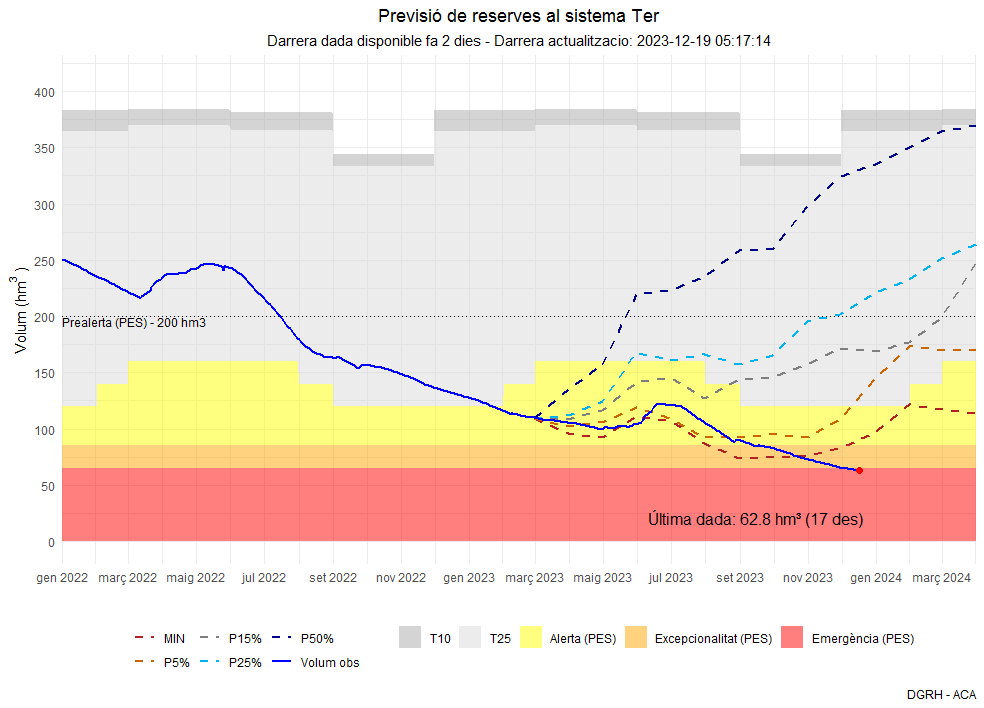 Previsió de reserves al sistema Ter
Darrera dada disponible fa 2 dies - Darrera actualitzacio: 2023-12-19 05:17:14
Volum (hm³ )
400
350
300
250
200
150
100
50
0
Prealerta (PES) - 200 hm3
Última dada: 62.8 hm³ (17 des)
gen 2022 març 2022 maig 2022 jul 2022 set 2022 nov 2022 gen 2023 març 2023 maig 2023 jul 2023 set 2023 nov 2023 gen 2024 març 2024
MIN P15% P50% T10 T25 Alerta (PES) Excepcionalitat (PES) Emergència (PES)
P5% P25% Volum obs
DGRH - ACA